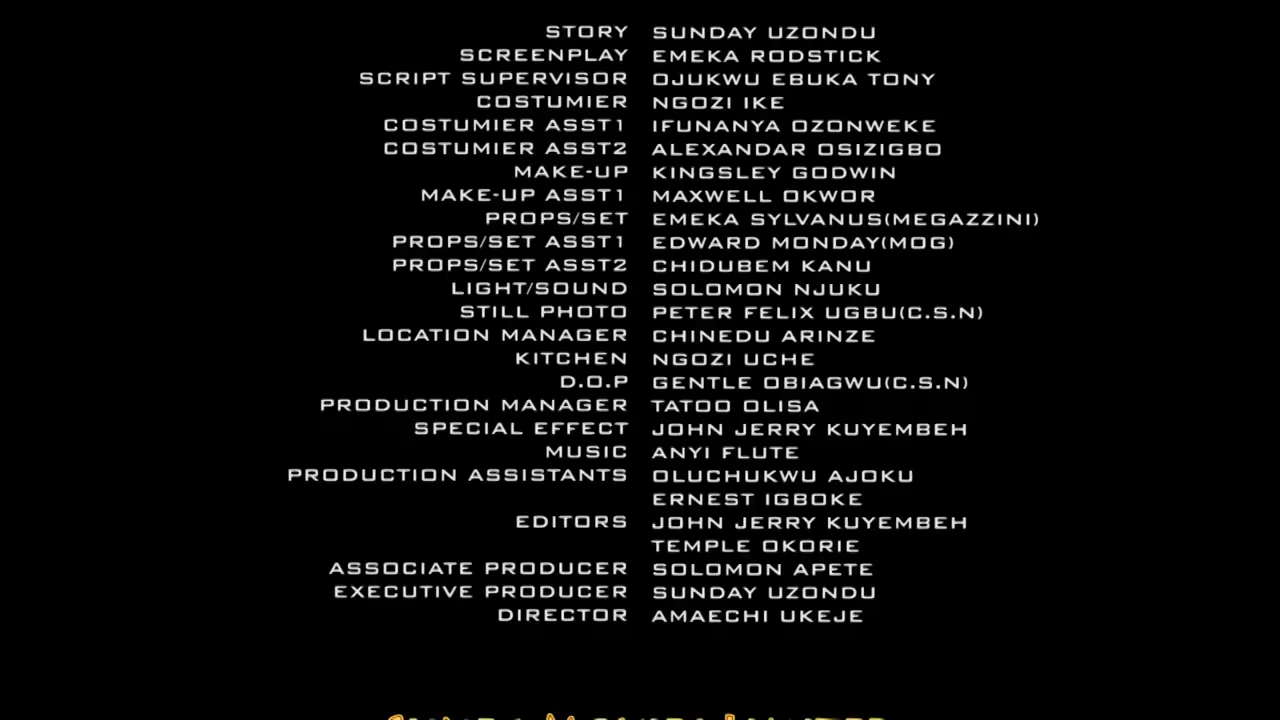 STORY SUNDAY UZONDU
SCREENPLAY EMEKA RODSTICK
SCRIPT SUPERVISOR OJUKWU EBUKA TONY
COSTUMIER NGOZI IKE
COSTUMIER ASST1 IFUNANYA OZONWEKE
COSTUMIER ASST2 ALEXANDAR OSIZIGBO
MAKE-UP KINGSLEY GODWIN
MAKE-UP ASST1 MAXWELL OKWOR
PROPS/SET EMEKA SYLVANUS(MEGAZZINI)
PROPS/SET ASST1 EDWARD MONDAY(MOG)
PROPS/SET ASST2 CHIDUBEM KANU
LIGHT/SOUND SOLOMON NJUKU
STILL PHOTO PETER FELIX UGBU(C.S.N)
LOCATION MANAGER CHINEDU ARINZE
KITCHEN NGOZI UCHE
D.O.P GENTLE OBIAGWU(C.S.N)
PRODUCTION MANAGER TATOO OLISA
SPECIAL EFFECT JOHN JERRY KUYEMBEH
MUSIC ANYI FLUTE
PRODUCTION ASSISTANTS OLUCHUKWU AJOKU
ERNEST IGBOKE
EDITORS JOHN JERRY KUYEMBEH
TEMPLE OKORIE
ASSOCIATE PRODUCER SOLOMON APETE
EXECUTIVE PRODUCER SUNDAY UZONDU
DIRECTOR AMAECHI UKEJE